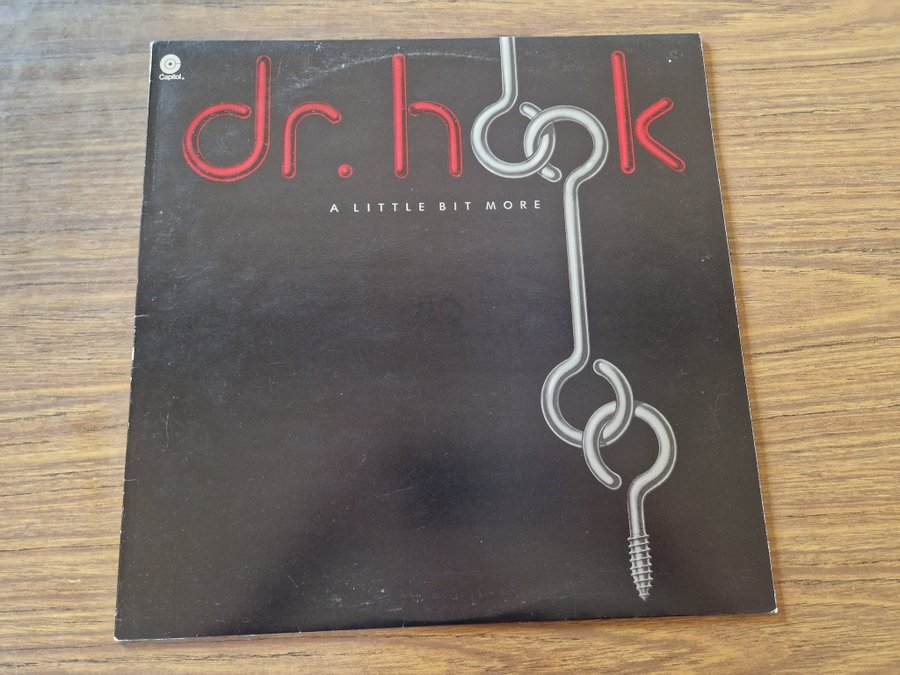 Capitol®
dr. hook
A LITTLE BIT MORE